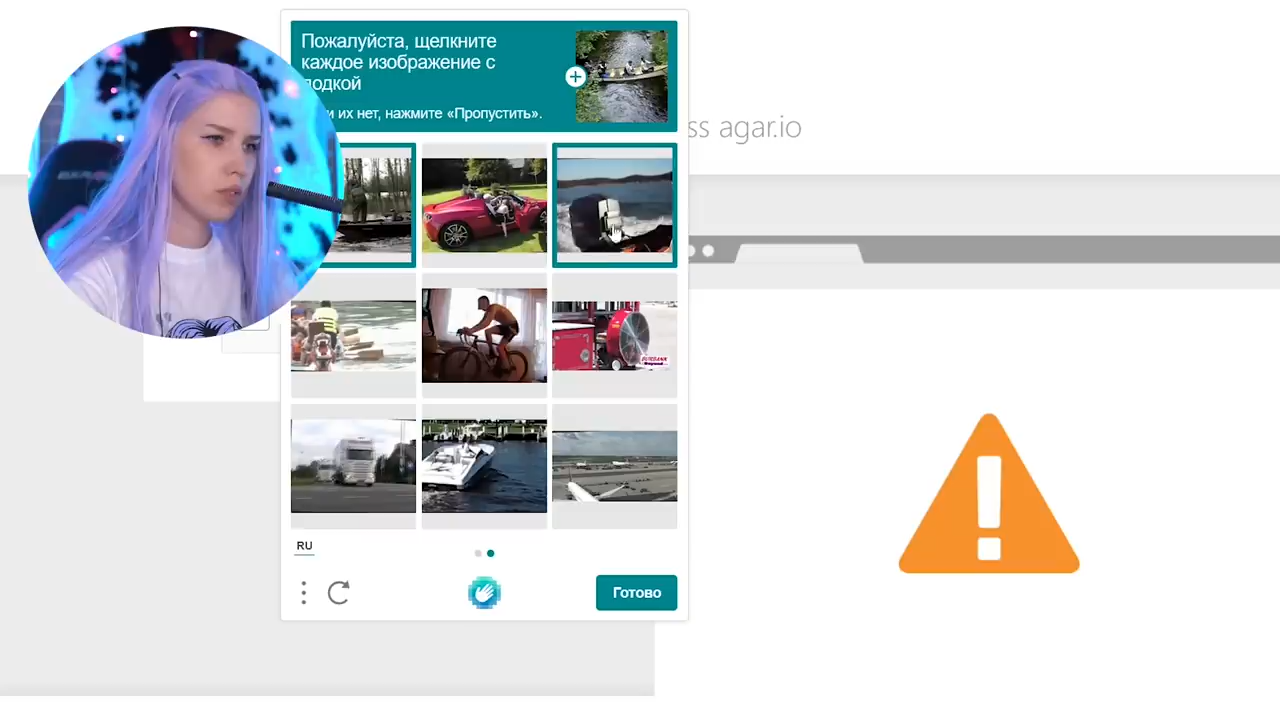 Пожалуйста, щелкните
каждое изображение с
лодкой
и их нет, нажмите «Пропустить».
ss agar.io
RU
Готово